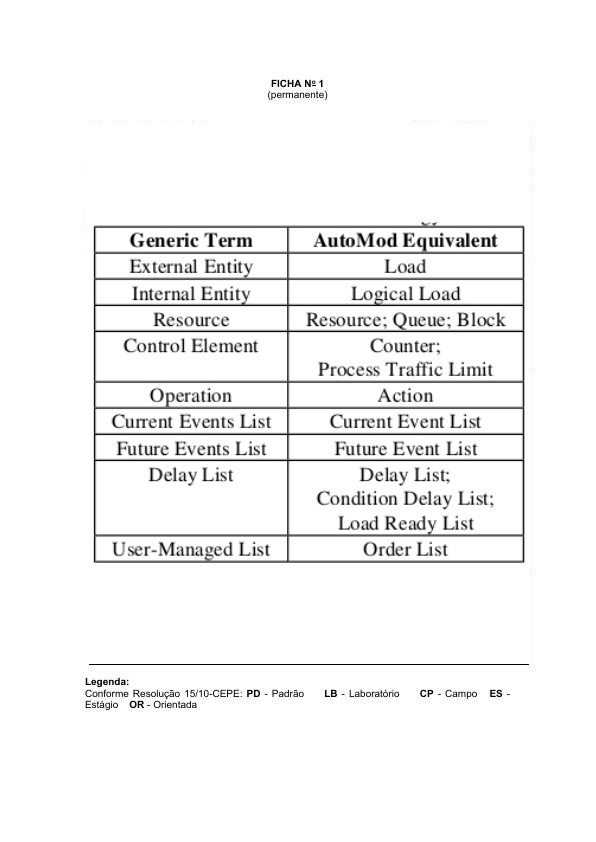 FICHA Nº 1
(permanente)
Generic Term AutoMod Equivalent
External Entity Load
Internal Entity Logical Load
Resource Resource; Queue; Block
Control Element Counter;
Process Traffic Limit
Operation Action
Current Events List Current Event List
Future Events List Future Event List
Delay List Delay List;
Condition Delay List;
Load Ready List
User-Managed List Order List
Legenda:
Conforme Resolução 15/10-CEPE: PD - Padrão LB - Laboratório CP - Campo ES -
Estágio OR - Orientada